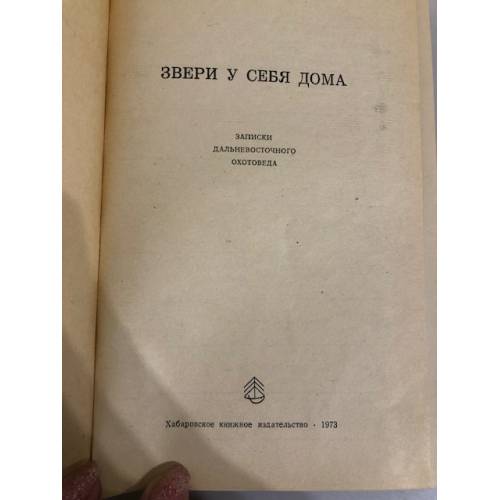 ЗВЕРИ У СЕБЯ ДОМА
ЗАПИСКИ
ДАЛЬНЕВОСТОЧНОГО
ОХОТОВЕДА
Хабаровское книжное издательство · 1973